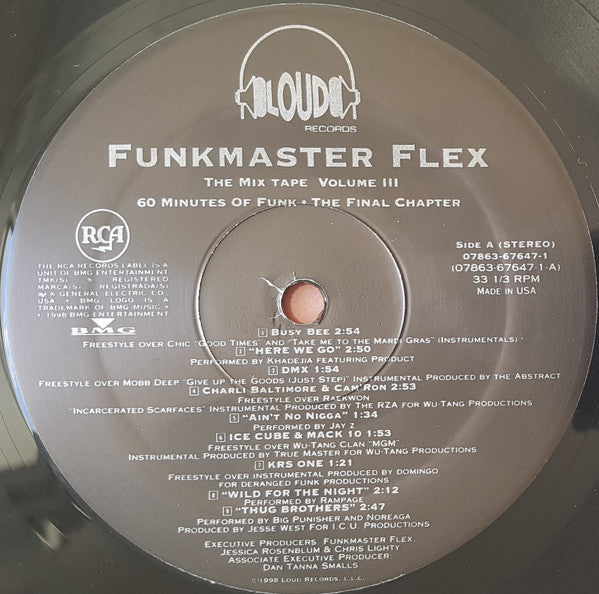 LOUD
RECORDS
FUNKMASTER FLEX
THE MIX TAPE VOLUME III
60 MINUTES OF FUNK • THE FINAL CHAPTER
RCA
THE RCA RECORDS LABEL IS A
UNIT OF BMG ENTERTAINMENT
TMK(S) ® REGISTERED
MARCA(S) REGISTRADA(S)
GENERAL ELECTRIC CO.,
USA • BMG LOGO IS A
TRADEMARK OF BMG MUSIC •
℗1998 BMG ENTERTAINMENT
BMG
SIDE A (STEREO)
07863-67647-1
(07863-67647-1-A)
33 1/3 RPM
MADE IN USA
1 BUSY BEE 2:54
FREESTYLE OVER CHIC "GOOD TIMES" AND "TAKE ME TO THE MARDI GRAS" (INSTRUMENTALS)
2 "HERE WE GO" 2:50
PERFORMED BY KHADEJIA FEATURING PRODUCT
3 DMX 1:54
FREESTYLE OVER MOBB DEEP "GIVE UP THE GOODS (JUST STEP)" INSTRUMENTAL PRODUCED BY THE ABSTRACT
4 CHARLI BALTIMORE & CAM'RON 2:53
FREESTYLE OVER RAEKWON
"INCARCERATED SCARFACES" INSTRUMENTAL PRODUCED BY THE RZA FOR WU-TANG PRODUCTIONS
5 "AIN'T NO NIGGA" 1:34
PERFORMED BY JAY Z
6 ICE CUBE & MACK 10 1:53
FREESTYLE OVER WU-TANG CLAN "MGM"
INSTRUMENTAL PRODUCED BY TRUE MASTER FOR WU-TANG PRODUCTIONS
7 KRS ONE 1:21
FREESTYLE OVER INSTRUMENTAL PRODUCED BY DOMINGO
FOR DERANGED FUNK PRODUCTIONS
8 "WILD FOR THE NIGHT" 2:12
PERFORMED BY RAMPAGE
9 "THUG BROTHERS" 2:47
PERFORMED BY BIG PUNISHER AND NOREAGA
PRODUCED BY JESSE WEST FOR I.C.U. PRODUCTIONS
EXECUTIVE PRODUCERS: FUNKMASTER FLEX,
JESSICA ROSENBLUM & CHRIS LIGHTY
ASSOCIATE EXECUTIVE PRODUCER:
DAN TANNA SMALLS
©1998 LOUD RECORDS, L.L.C.